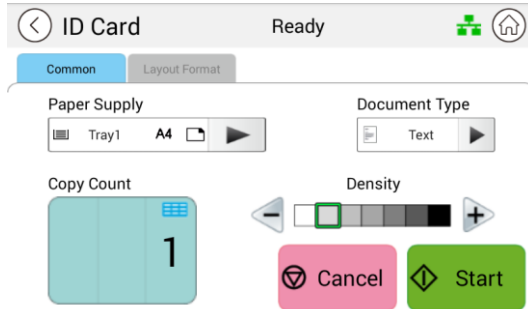 ID Card Ready
Common Layout Format
Paper Supply Document Type
Tray1 A4 Text
Copy Count Density
1
Cancel Start